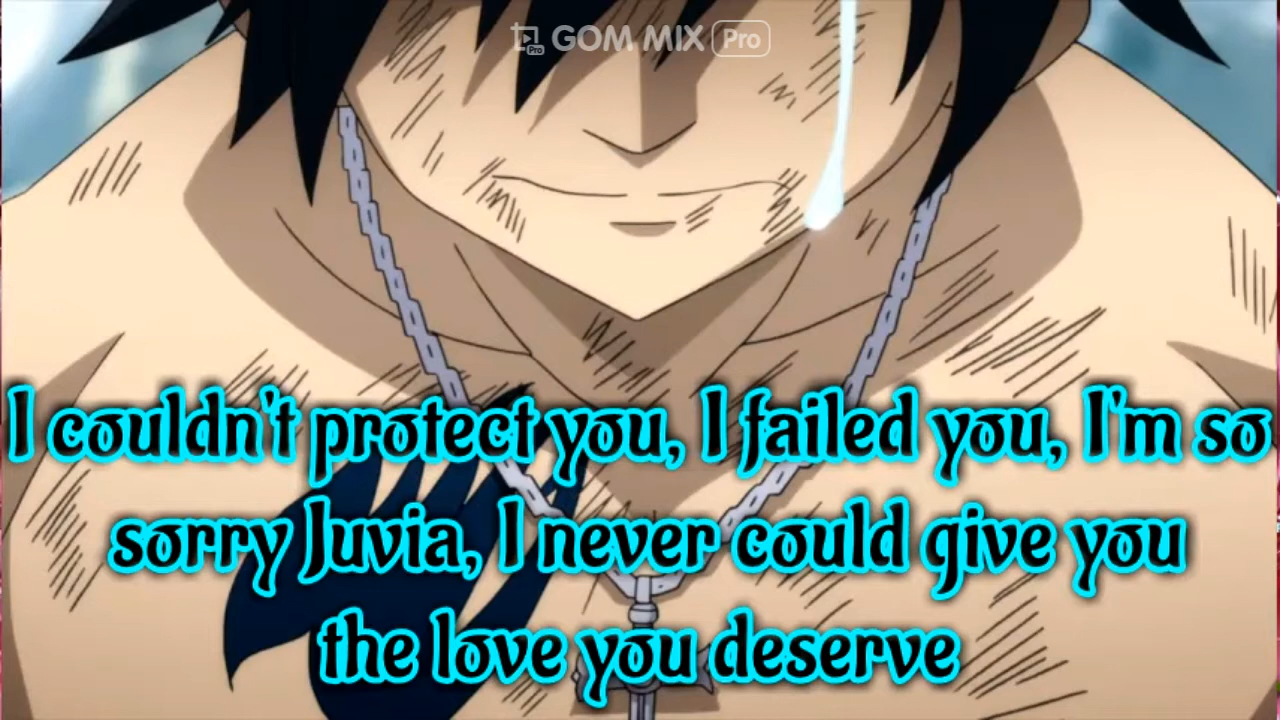 GOM MIX Pro
I couldn't protect you, I failed you, I'm so
sorry Juvia, I never could give you
the love you deserve